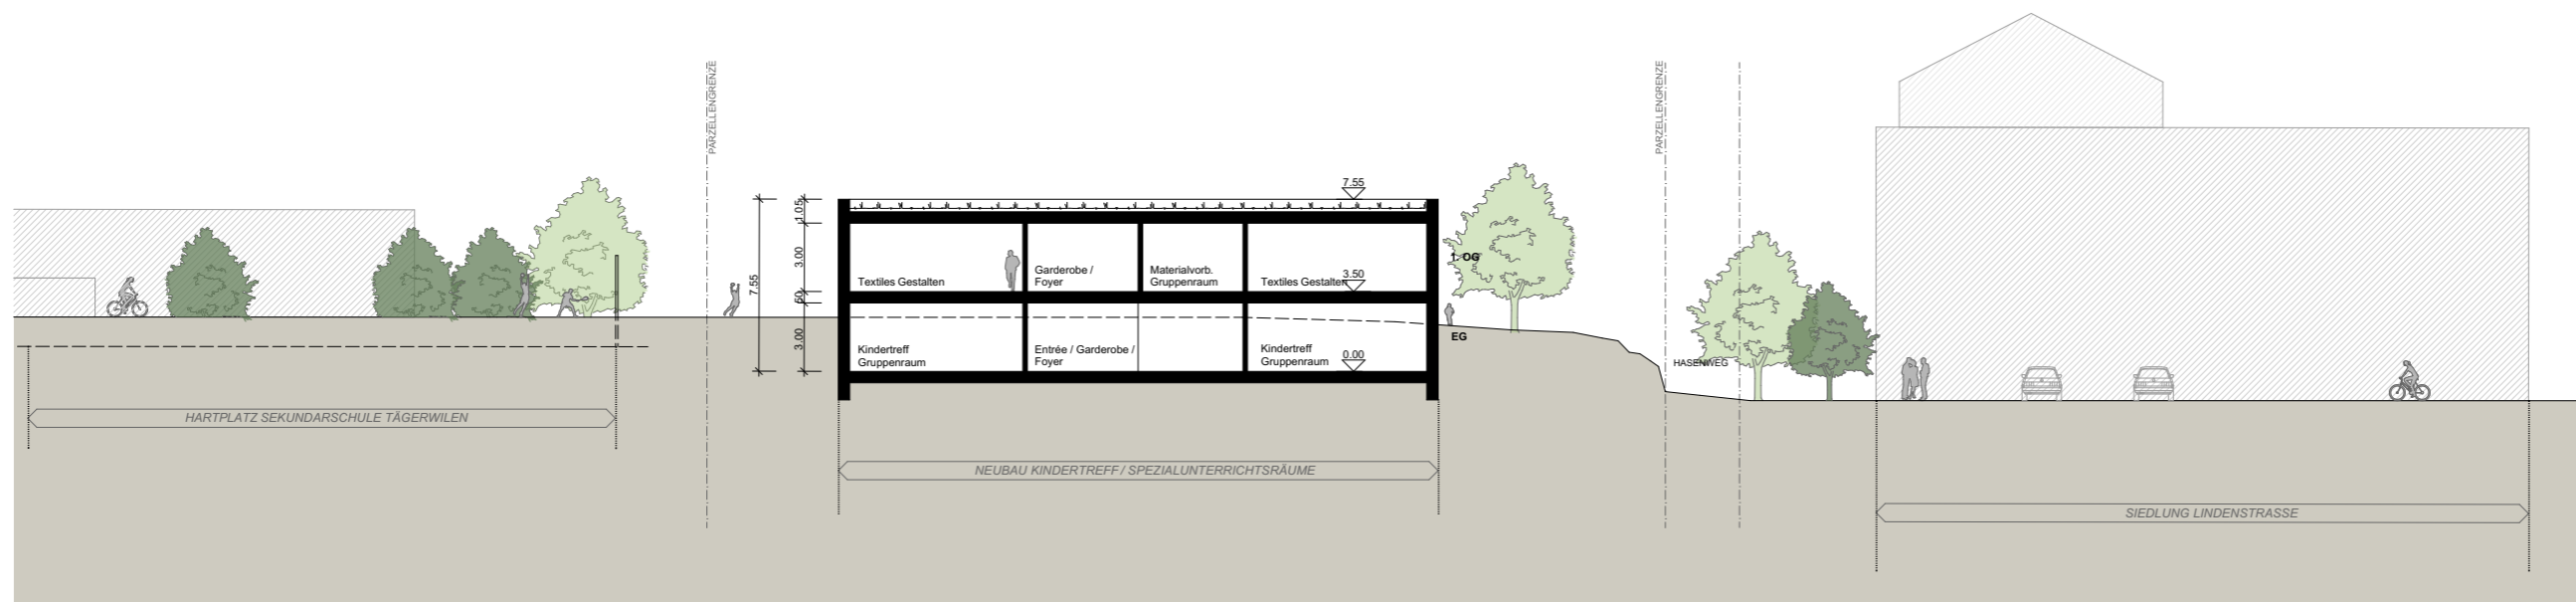 PARZELLENGRENZE
PARZELLENGRENZE
7.55
1.05
3.00
7.55
50
3.00
Textiles Gestalten
Garderobe /
Foyer
Materialvorb.
Gruppenraum
Textiles Gestalten
3.50
1. OG
Kindertreff
Gruppenraum
Entrée / Garderobe /
Foyer
Kindertreff
Gruppenraum
0.00
EG
HASENWEG
HARTPLATZ SEKUNDARSCHULE TÄGERWILEN
NEUBAU KINDERTREFF / SPEZIALUNTERRICHTSRÄUME
SIEDLUNG LINDENSTRASSE